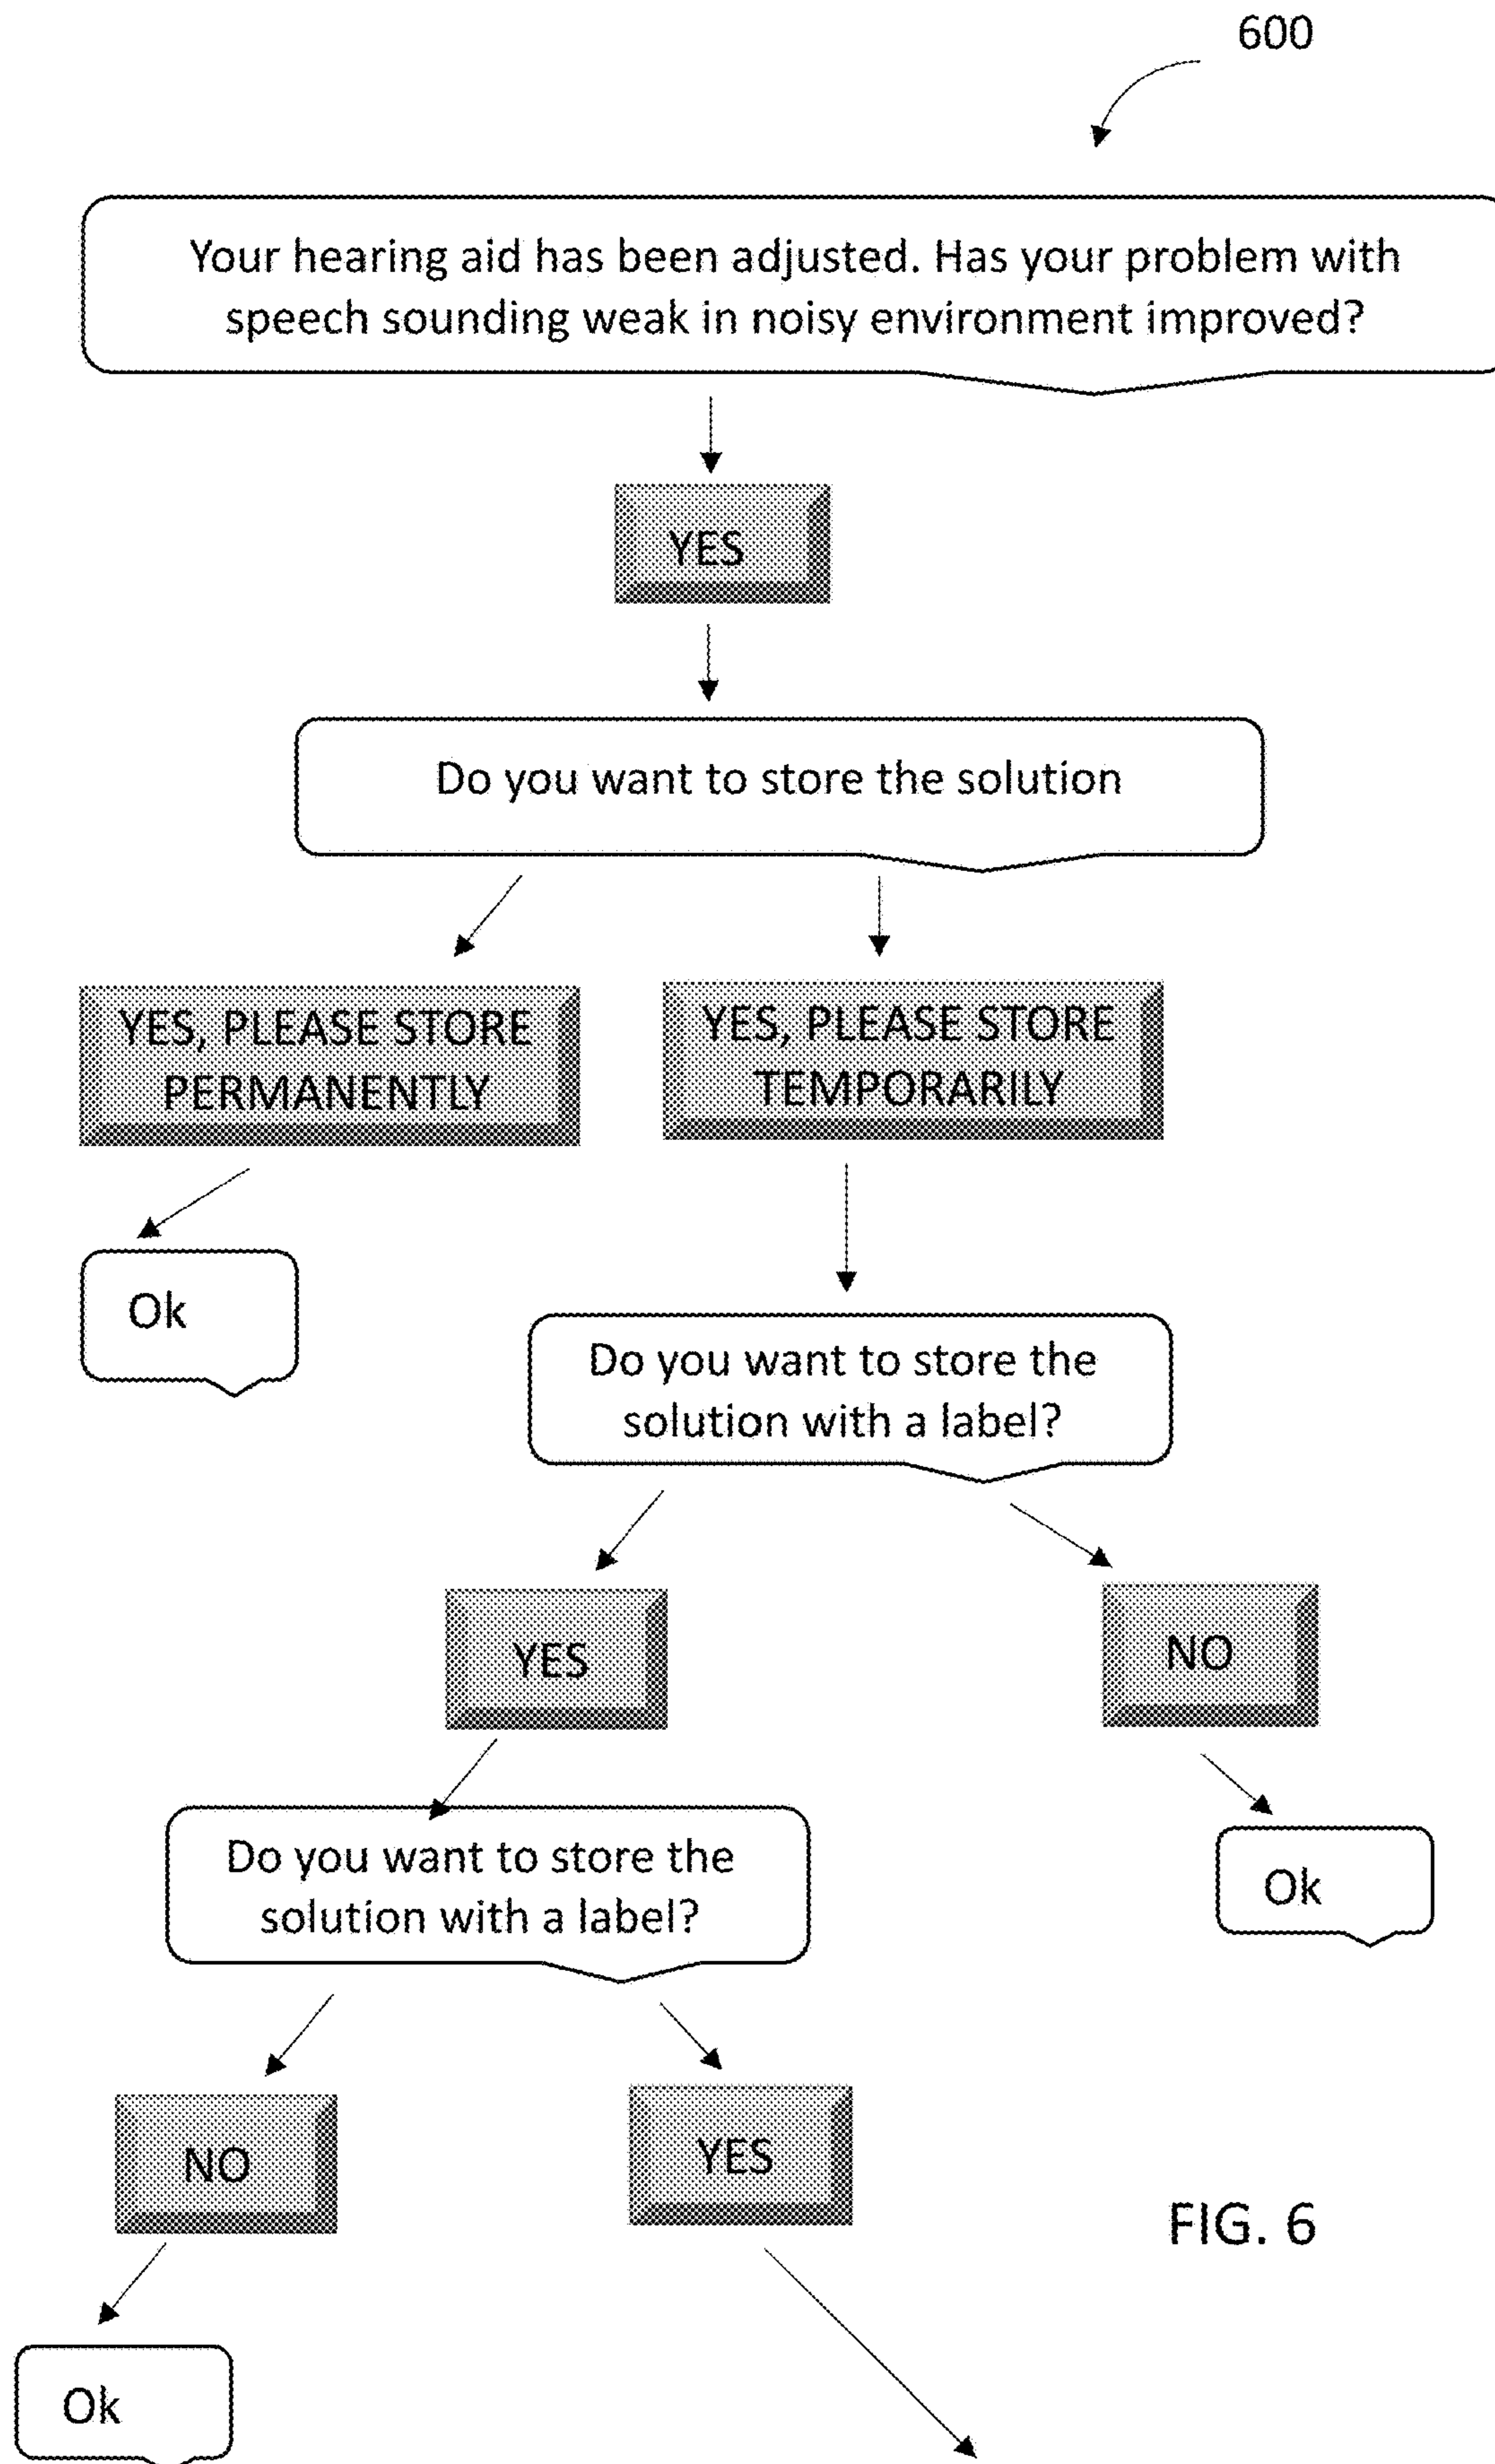 600
Your hearing aid has been adjusted. Has your problem with
speech sounding weak in noisy environment improved?
YES
Do you want to store the solution
YES, PLEASE STORE
PERMANENTLY
YES, PLEASE STORE
TEMPORARILY
Ok
Do you want to store the
solution with a label?
YES
NO
Do you want to store the
solution with a label?
Ok
NO
YES
FIG. 6
Ok